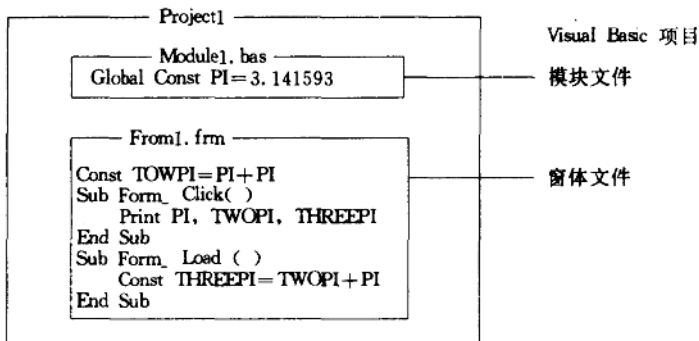 Project1
Visual Basic 项目
Module1.bas
Global Const PI=3.141593
模块文件
From1.frm
Const TOWPI=PI+PI
窗体文件
Sub Form_ Click( )
Print PI, TWOPI, THREEPI
End Sub
Sub Form_ Load ( )
Const THREEPI=TWOPI+PI
End Sub